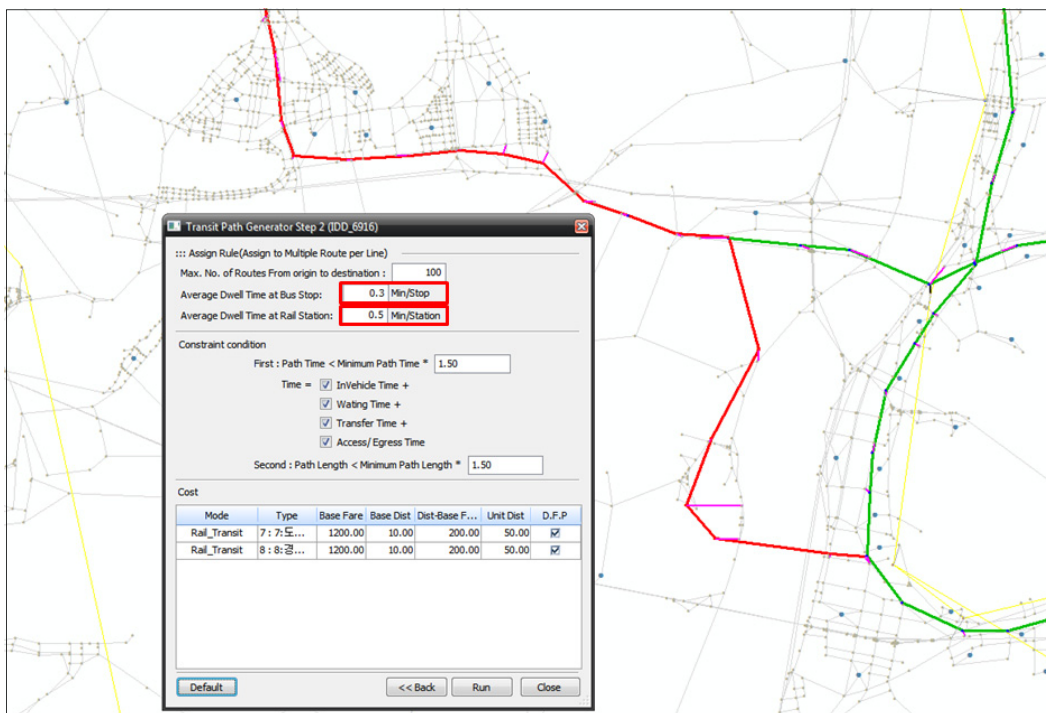 Transit Path Generator Step 2 (IDD_6916)
::: Assign Rule(Assign to Multiple Route per Line)
Max. No. of Routes From origin to destination : 100
Average Dwell Time at Bus Stop: 0.3 Min/Stop
Average Dwell Time at Rail Station: 0.5 Min/Station
Constraint condition
First : Path Time < Minimum Path Time * 1.50
Time = InVehicle Time +
Wating Time +
Transfer Time +
Access/Egress Time
Second : Path Length < Minimum Path Length * 1.50
Cost
Mode Type Base Fare Base Dist Dist-Base F... Unit Dist D.F.P
Rail_Transit 7 : 7:도... 1200.00 10.00 200.00 50.00
Rail_Transit 8 : 8:경... 1200.00 10.00 200.00 50.00
Default << Back Run Close